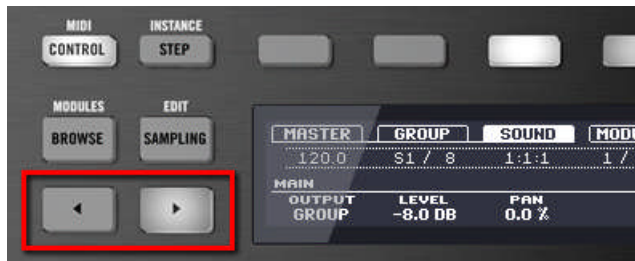 MIDI INSTANCE
CONTROL STEP
MODULES EDIT
BROWSE SAMPLING
MASTER GROUP SOUND
120.0 S1 / 8 1:1:1 1 /
MAIN
OUTPUT LEVEL PAN
GROUP -8.0 DB 0.0 %